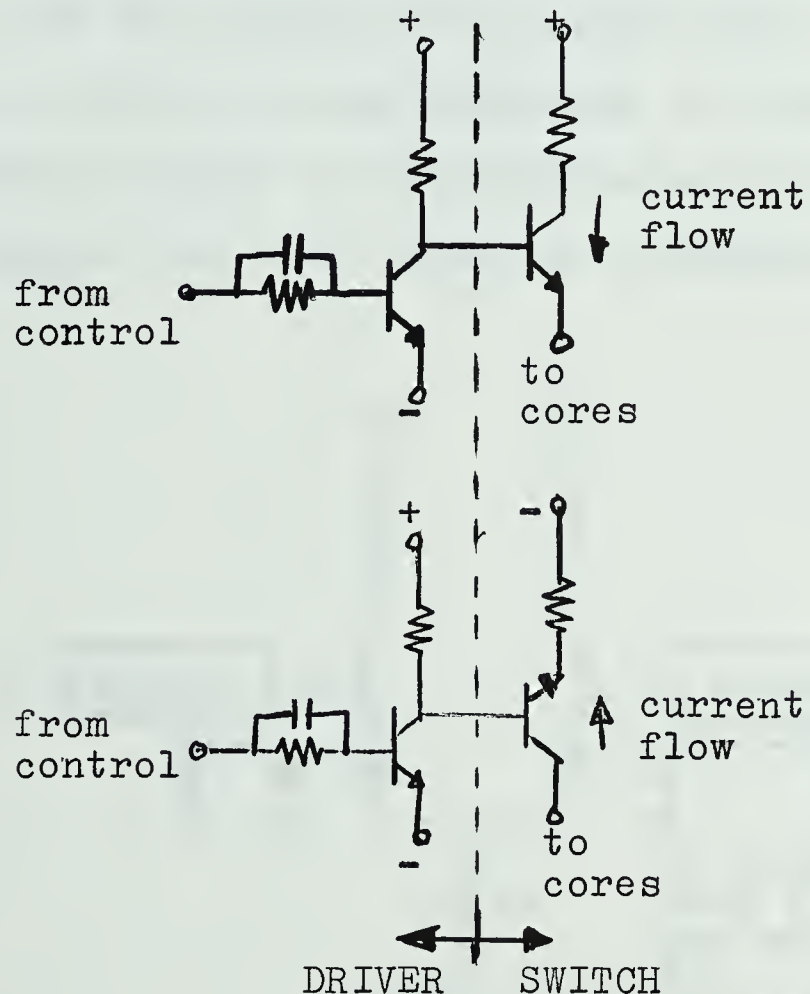 + +
current
flow
from
control
-
to
cores
+ -
current
flow
from
control
-
to
cores
DRIVER SWITCH